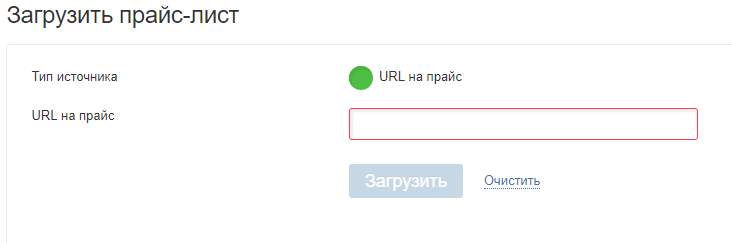 Загрузить прайс-лист
Тип источника URL на прайс
URL на прайс
Загрузить Очистить